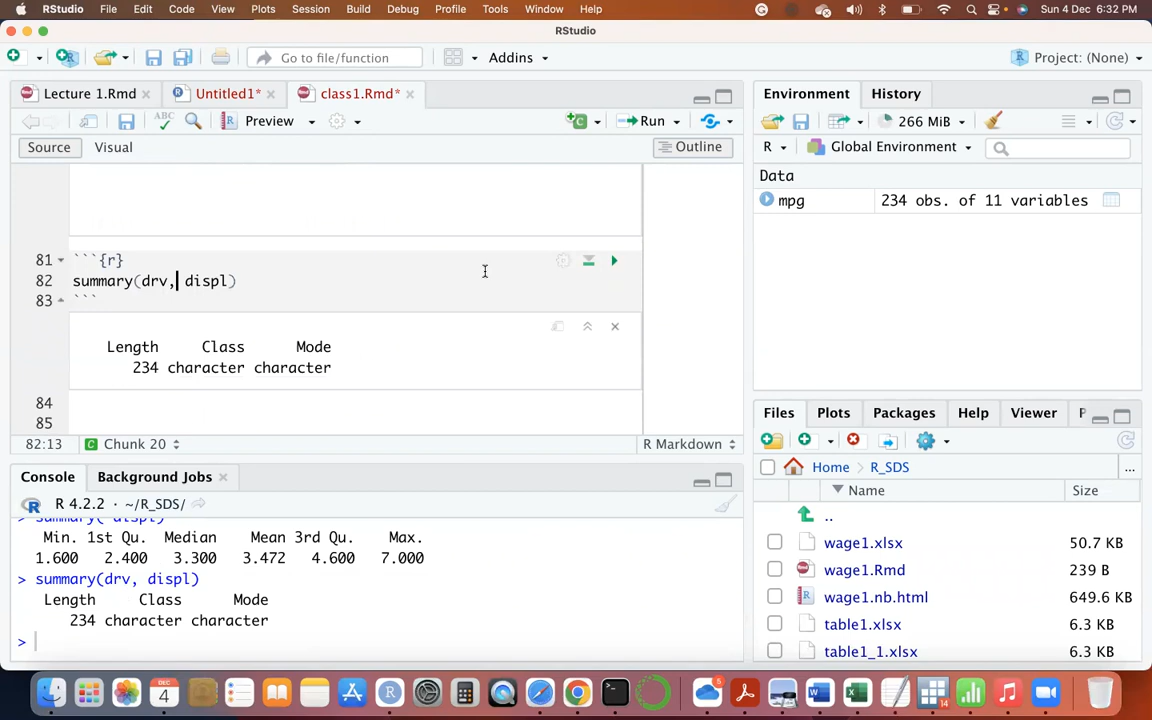 RStudio File Edit Code View Plots Session Build Debug Profile Tools Window Help Sun 4 Dec 6:32 PM
RStudio
Go to file/function Addins Project: (None)
Lecture 1.Rmd Untitled1* class1.Rmd*
ABC Preview Run
Source Visual Outline
81 ```{r}
82 summary(drv, displ)
83 ```
Length Class Mode
234 character character
84
85
82:13 Chunk 20 R Markdown
Console Background Jobs
R 4.2.2 · ~/R_SDS/
> summary( displ)
Min. 1st Qu. Median Mean 3rd Qu. Max.
1.600 2.400 3.300 3.472 4.600 7.000
> summary(drv, displ)
Length Class Mode
234 character character
>
Environment History
266 MiB
R Global Environment
Data
mpg 234 obs. of 11 variables
Files Plots Packages Help Viewer P
Home R_SDS ...
Name Size
..
wage1.xlsx 50.7 KB
wage1.Rmd 239 B
wage1.nb.html 649.6 KB
table1.xlsx 6.3 KB
table1_1.xlsx 6.3 KB
DEC
4
5
14